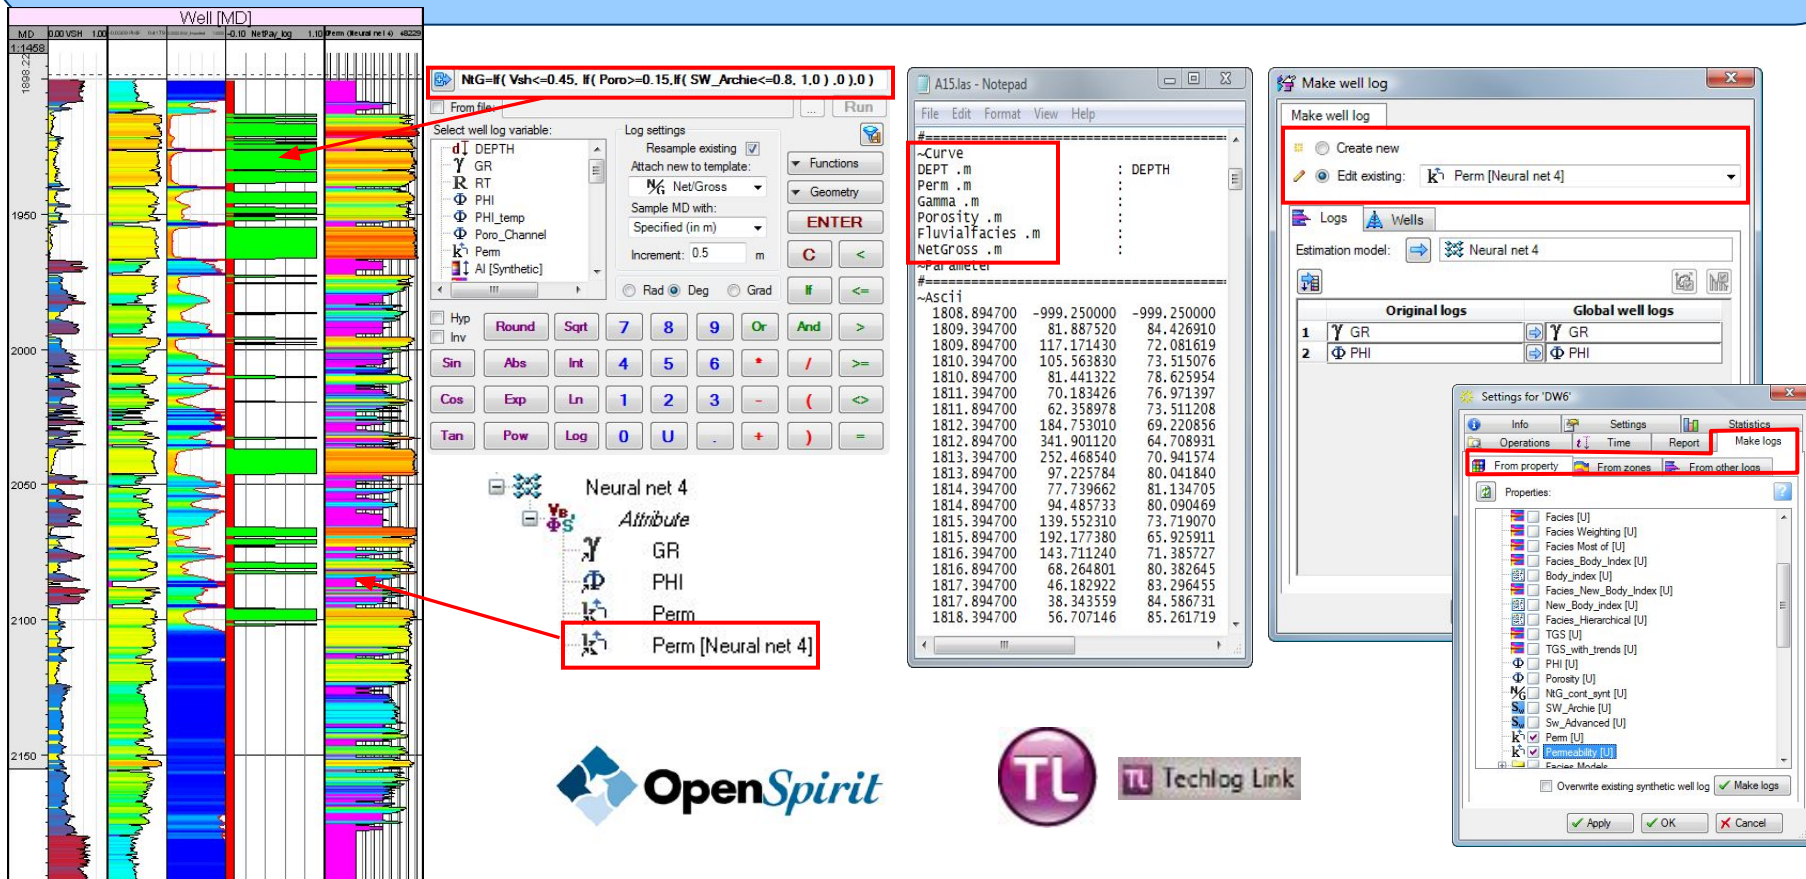 Well [MD]
MD 0.00 VSH 1.00 -0.10 NetPay_log 1.10 Perm (Neural net 4) 48229
1:1458
1898.22
1950
2000
2050
2100
2150
NtG=If( Vsh<=0.45, If( Poro>=0.15,If( SW_Archie<=0.8, 1,0 ) ,0 ),0 )
From file: ... Run
Select well log variable:
DEPTH
GR
RT
PHI
PHI_temp
Poro_Channel
Perm
AI [Synthetic]
Log settings
Resample existing
Attach new to template:
Net/Gross
Sample MD with:
Specified (in m)
Increment: 0.5 m
Rad Deg Grad
Functions
Geometry
ENTER
C <
If <=
Hyp
Inv
Round Sqrt 7 8 9 Or And >
Sin Abs Int 4 5 6 * / >=
Cos Exp Ln 1 2 3 - ( <>
Tan Pow Log 0 U . + ) =
Neural net 4
Attribute
GR
PHI
Perm
Perm [Neural net 4]
A15.las - Notepad
File Edit Format View Help
#=====================================
~Curve
DEPT .m : DEPTH
Perm .m :
Gamma .m :
Porosity .m :
Fluvialfacies .m :
NetGross .m :
~Parameter
#=====================================
~Ascii
1808.894700 -999.250000 -999.250000
1809.394700 81.887520 84.426910
1809.894700 117.171430 72.081619
1810.394700 105.563830 73.515076
1810.894700 81.441322 78.625954
1811.394700 70.183426 76.971397
1811.894700 62.358978 73.511208
1812.394700 184.753010 69.220856
1812.894700 341.901120 64.708931
1813.394700 252.468540 70.941574
1813.894700 97.225784 80.041840
1814.394700 77.739662 81.134705
1814.894700 94.485733 80.090469
1815.394700 139.552310 73.719070
1815.894700 192.177380 65.925911
1816.394700 143.711240 71.385727
1816.894700 68.264801 80.382645
1817.394700 46.182922 83.296455
1817.894700 38.343559 84.586731
1818.394700 56.707146 85.261719
Make well log
Make well log
Create new
Edit existing: Perm [Neural net 4]
Logs Wells
Estimation model: Neural net 4
Original logs Global well logs
1 GR GR
2 PHI PHI
Settings for 'DW6'
Info Settings Statistics
Operations Time Report Make logs
From property From zones From other logs
Properties:
Facies [U]
Facies Weighting [U]
Facies Most of [U]
Facies_Body_Index [U]
Body_index [U]
Facies_New_Body_Index [U]
New_Body_index [U]
Facies_Hierarchical [U]
TGS [U]
TGS_with_trends [U]
PHI [U]
Porosity [U]
NtG_cont_synt [U]
SW_Archie [U]
Sw_Advanced [U]
Perm [U]
Permeability [U]
Facies Models
Overwrite existing synthetic well log Make logs
Apply OK Cancel
OpenSpirit
TL
TL Techlog Link